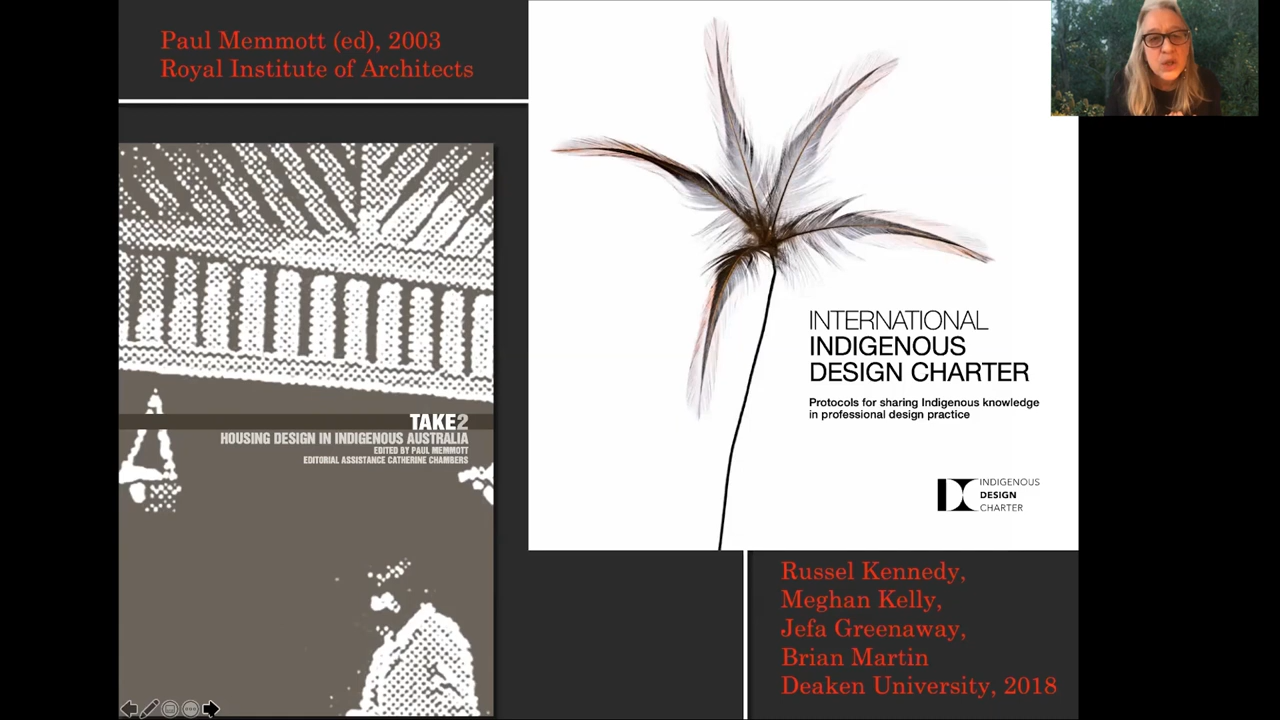 Paul Memmott (ed), 2003
Royal Institute of Architects
TAKE2
HOUSING DESIGN IN INDIGENOUS AUSTRALIA
EDITED BY PAUL MEMMOTT
EDITORIAL ASSISTANCE CATHERINE CHAMBERS
INTERNATIONAL
INDIGENOUS
DESIGN CHARTER
Protocols for sharing Indigenous knowledge
in professional design practice
INDIGENOUS
DESIGN
CHARTER
Russel Kennedy,
Meghan Kelly,
Jefa Greenaway,
Brian Martin
Deaken University, 2018